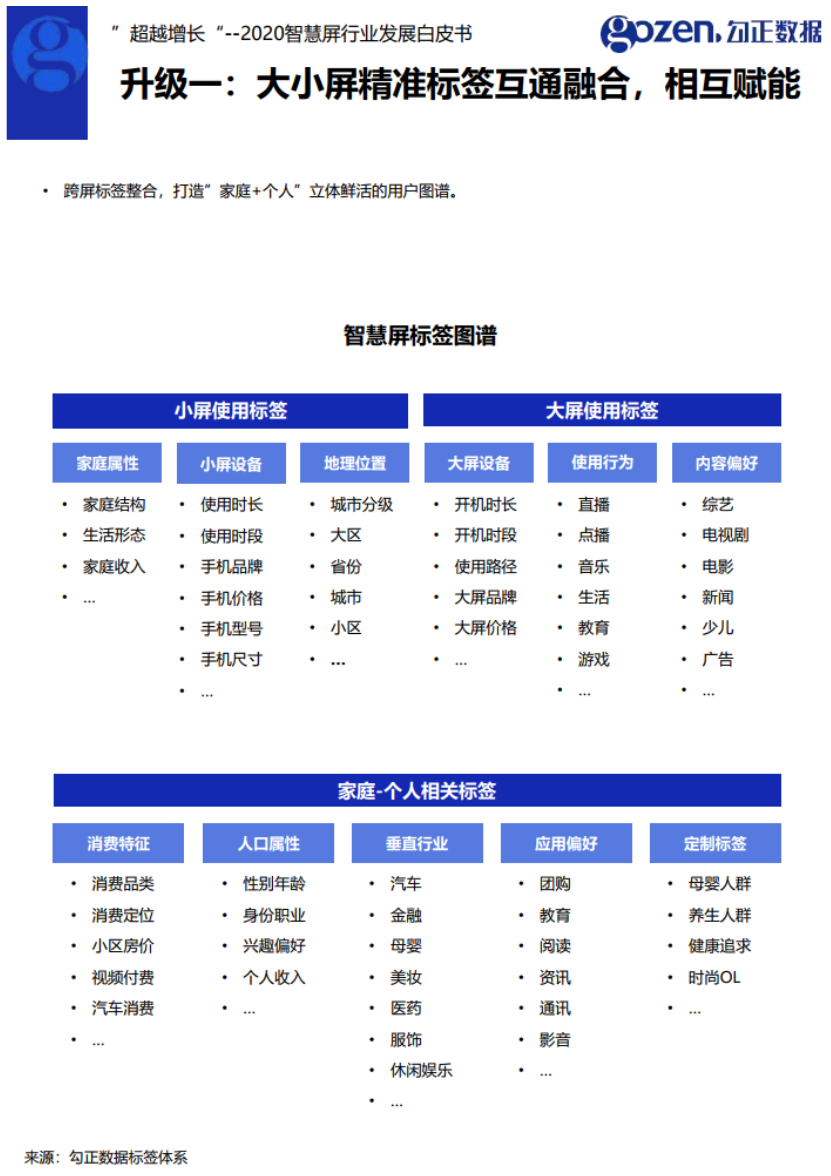 ”超越增长“--2020智慧屏行业发展白皮书
gozen 勾正数据
升级一：大小屏精准标签互通融合，相互赋能
• 跨屏标签整合，打造”家庭+个人”立体鲜活的用户图谱。
智慧屏标签图谱
小屏使用标签 大屏使用标签
家庭属性 小屏设备 地理位置 大屏设备 使用行为 内容偏好
• 家庭结构 • 使用时长 • 城市分级 • 开机时长 • 直播 • 综艺
• 生活形态 • 使用时段 • 大区 • 开机时段 • 点播 • 电视剧
• 家庭收入 • 手机品牌 • 省份 • 使用路径 • 音乐 • 电影
• ... • 手机价格 • 城市 • 大屏品牌 • 生活 • 新闻
• 手机型号 • 小区 • 大屏价格 • 教育 • 少儿
• 手机尺寸 • ... • ... • 游戏 • 广告
• ... • ... • ...
家庭-个人相关标签
消费特征 人口属性 垂直行业 应用偏好 定制标签
• 消费品类 • 性别年龄 • 汽车 • 团购 • 母婴人群
• 消费定位 • 身份职业 • 金融 • 教育 • 养生人群
• 小区房价 • 兴趣偏好 • 母婴 • 阅读 • 健康追求
• 视频付费 • 个人收入 • 美妆 • 资讯 • 时尚OL
• 汽车消费 • ... • 医药 • 通讯 • ...
• ... • 服饰 • 影音
• 休闲娱乐 • ...
• ...
来源：勾正数据标签体系